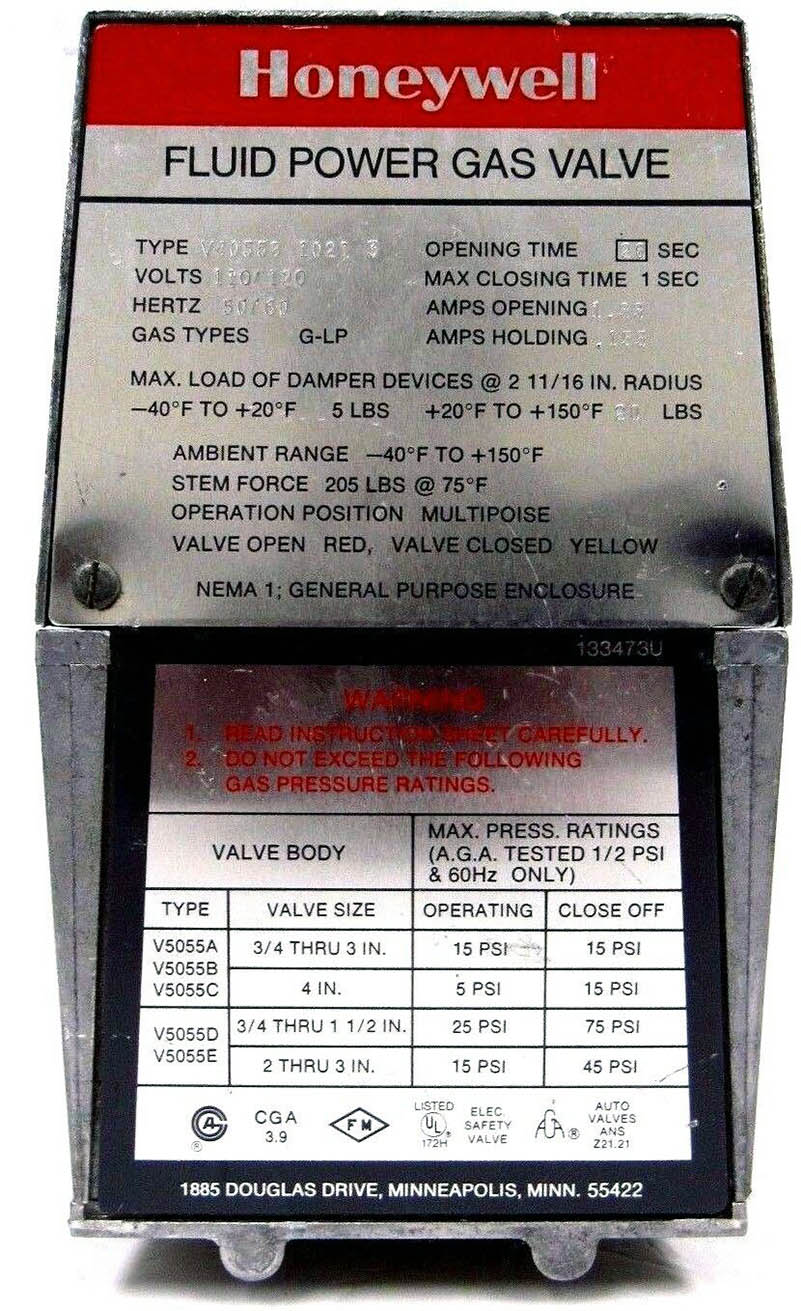 Honeywell
FLUID POWER GAS VALVE
TYPE OPENING TIME SEC
VOLTS 110/120 MAX CLOSING TIME 1 SEC
HERTZ 50/60 AMPS OPENING
GAS TYPES G-LP AMPS HOLDING
MAX. LOAD OF DAMPER DEVICES @ 2 11/16 IN. RADIUS
—40°F TO +20°F 5 LBS +20°F TO +150°F LBS
AMBIENT RANGE —40°F TO +150°F
STEM FORCE 205 LBS @ 75°F
OPERATION POSITION MULTIPOISE
VALVE OPEN RED, VALVE CLOSED YELLOW
NEMA 1; GENERAL PURPOSE ENCLOSURE
133473U
WARNING
1. READ INSTRUCTION SHEET CAREFULLY.
2. DO NOT EXCEED THE FOLLOWING
GAS PRESSURE RATINGS.
VALVE BODY
MAX. PRESS. RATINGS
(A.G.A. TESTED 1/2 PSI
& 60Hz ONLY)
TYPE VALVE SIZE OPERATING CLOSE OFF
V5055A
V5055B
V5055C
3/4 THRU 3 IN. 15 PSI 15 PSI
4 IN. 5 PSI 15 PSI
V5055D
V5055E
3/4 THRU 1 1/2 IN. 25 PSI 75 PSI
2 THRU 3 IN. 15 PSI 45 PSI
CGA
3.9
FM
LISTED
UL
172H
ELEC.
SAFETY
VALVE
AUTO
VALVES
ANS
Z21.21
1885 DOUGLAS DRIVE, MINNEAPOLIS, MINN. 55422